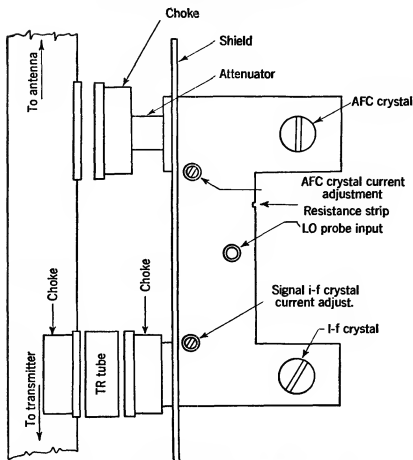 Choke
Shield
Attenuator
To antenna
AFC crystal
AFC crystal current
adjustment
Resistance strip
LO probe input
Choke
Choke
Signal i-f crystal
current adjust.
I-f crystal
TR tube
To transmitter